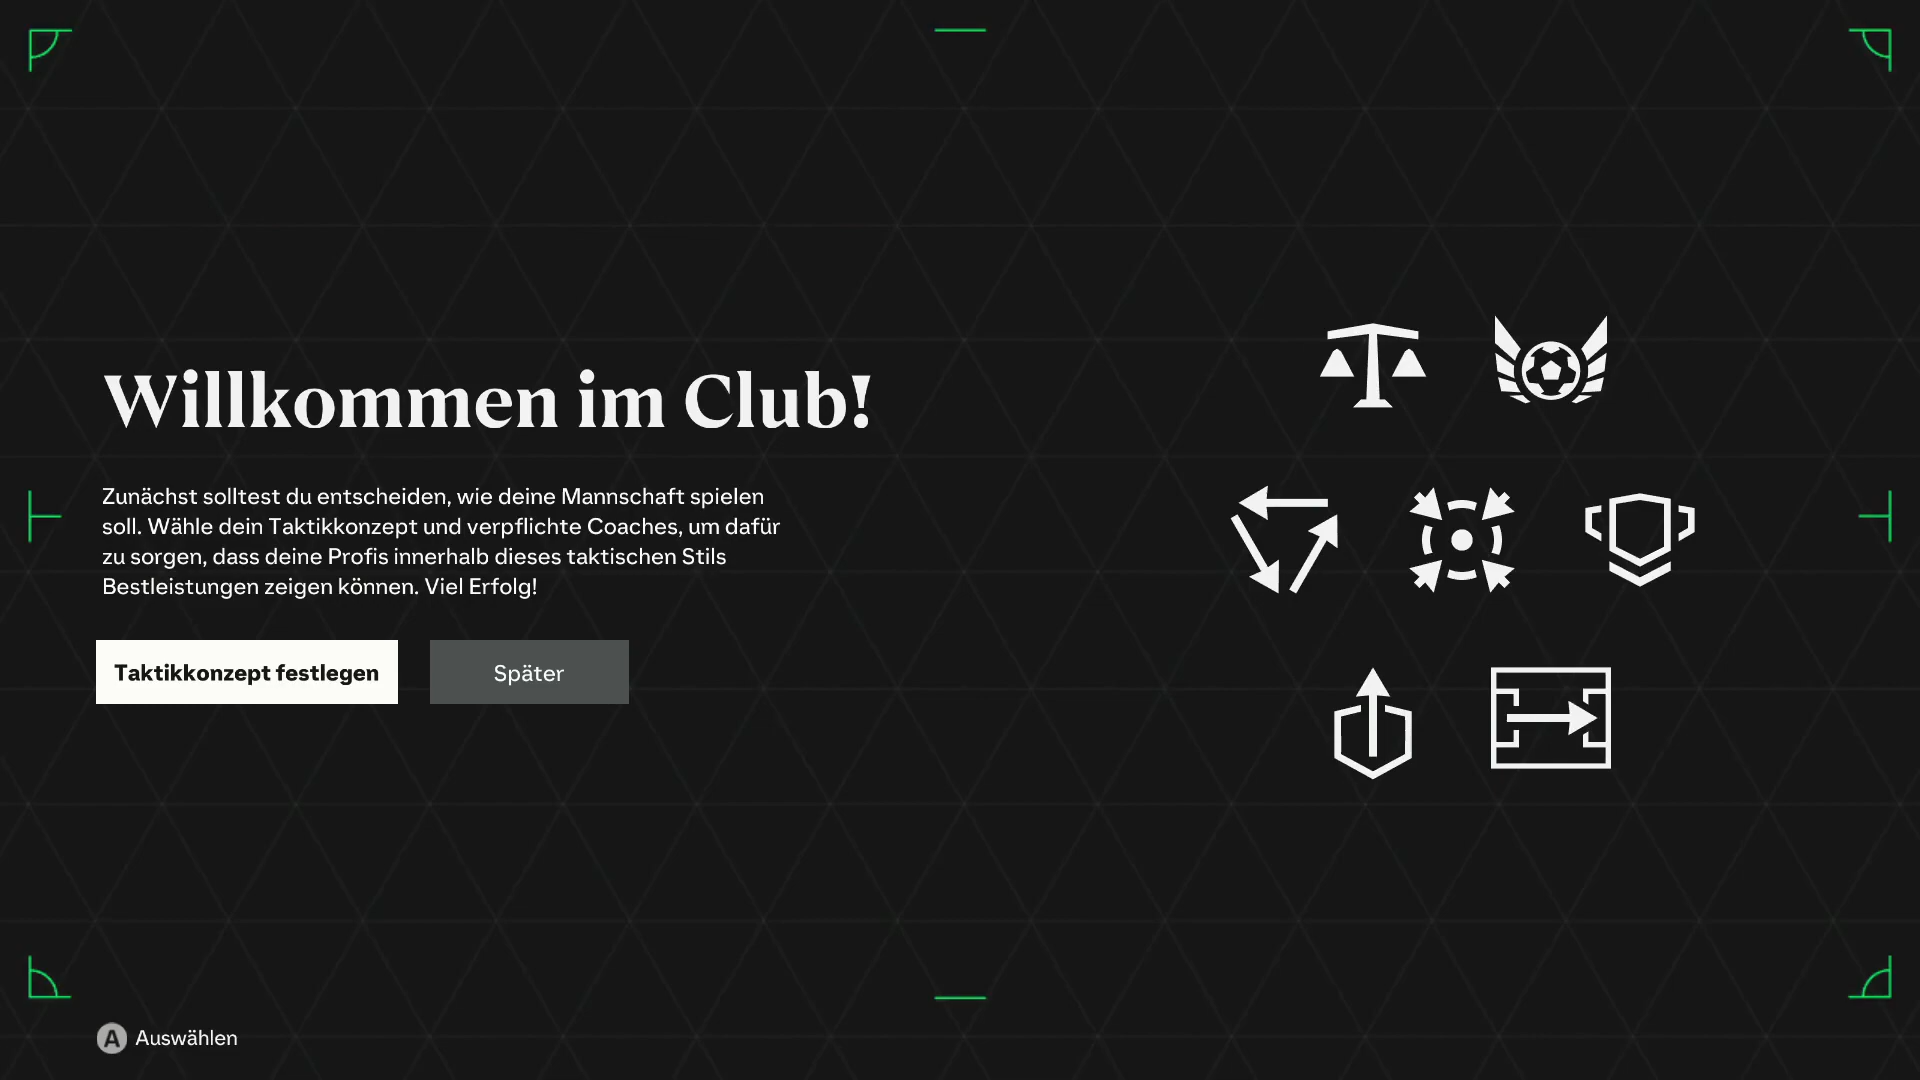 Willkommen im Club!
Zunächst solltest du entscheiden, wie deine Mannschaft spielen
soll. Wähle dein Taktikkonzept und verpflichte Coaches, um dafür
zu sorgen, dass deine Profis innerhalb dieses taktischen Stils
Bestleistungen zeigen können. Viel Erfolg!
Taktikkonzept festlegen
Später
A Auswählen